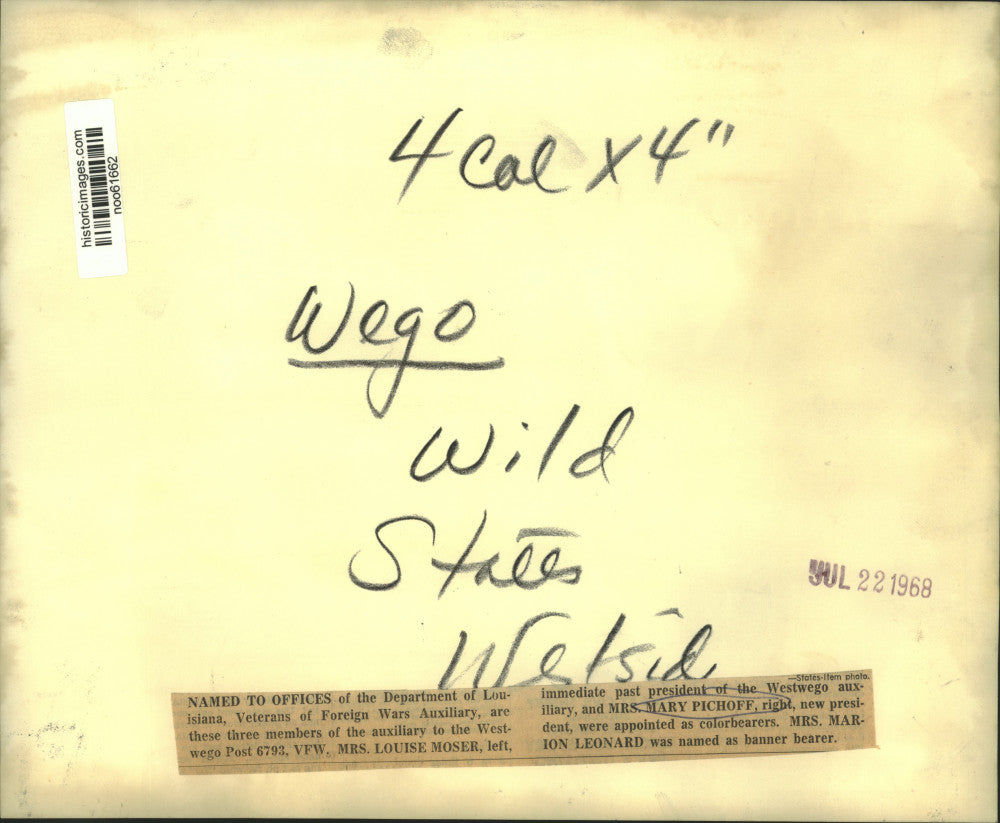 historicimages.com
noo61662
4 Col x 4"
Wego
Wild
States
Westside
JUL 22 1968
—States-Item photo.
NAMED TO OFFICES of the Department of Lou-
isiana, Veterans of Foreign Wars Auxiliary, are
these three members of the auxiliary to the West-
wego Post 6793, VFW. MRS. LOUISE MOSER, left,
immediate past president of the Westwego aux-
iliary, and MRS. MARY PICHOFF, right, new presi-
dent, were appointed as colorbearers. MRS. MAR-
ION LEONARD was named as banner bearer.